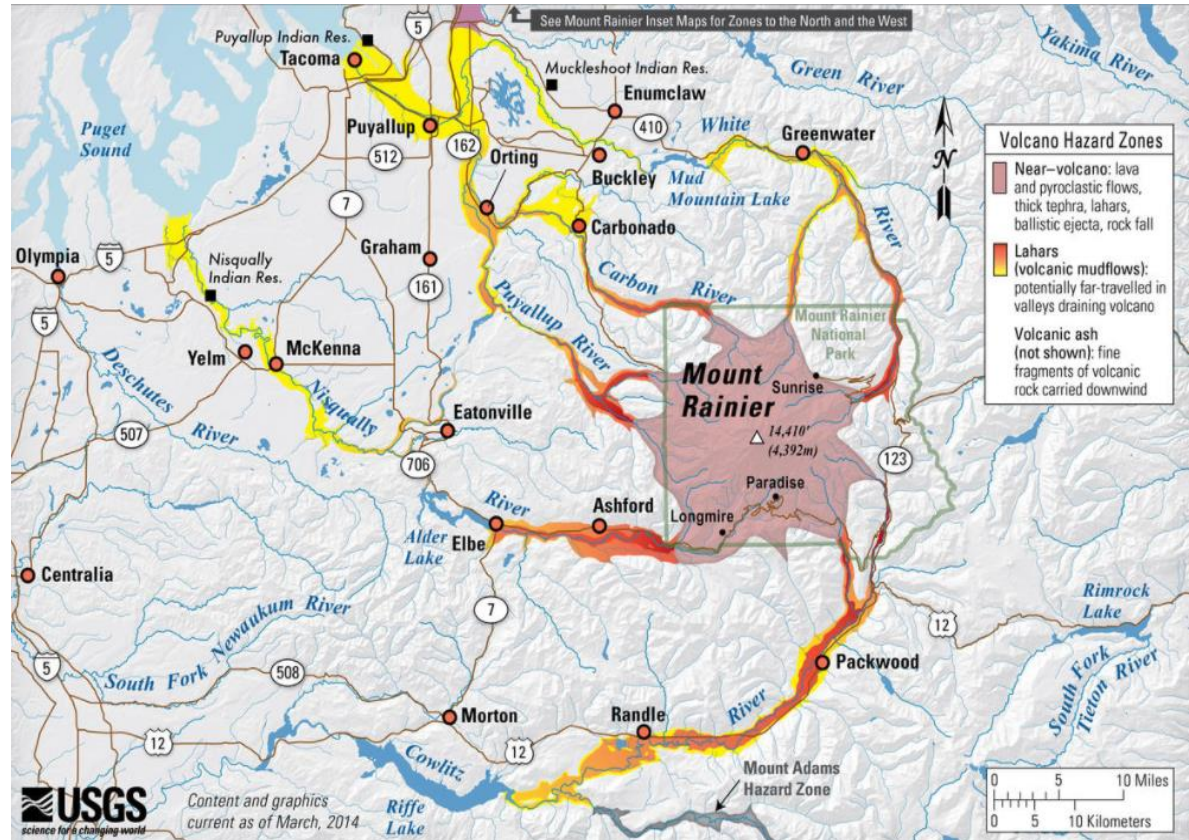 See Mount Rainier Inset Maps for Zones to the North and the West
5
Puyallup Indian Res.
Tacoma
Muckleshoot Indian Res.
Green River
Yakima River
Enumclaw
410
White
Greenwater
N
Puget
Sound
Puyallup
162
512
Orting
Buckley
Mud
Mountain Lake
River
7
Carbonado
Graham
161
Olympia
5
Nisqually
Indian Res.
Carbon River
Puyallup
River
Mount Rainier
National
Park
5
Deschutes
River
Yelm
McKenna
Nisqually
Mount
Rainier
Sunrise
14,410'
(4,392m)
507
Eatonville
706
123
Paradise
Longmire
River
Ashford
Alder
Lake
Elbe
Centralia
7
Rimrock
Lake
12
South Fork Newaukum River
5
508
Packwood
South Fork
Tieton River
Morton
Randle
River
12
12
Cowlitz
Riffe
Lake
Mount Adams
Hazard Zone
Volcano Hazard Zones
Near–volcano: lava
and pyroclastic flows,
thick tephra, lahars,
ballistic ejecta, rock fall
Lahars
(volcanic mudflows):
potentially far-travelled in
valleys draining volcano
Volcanic ash
(not shown): fine
fragments of volcanic
rock carried downwind
0 5 10 Miles
0 5 10 Kilometers
USGS
science for a changing world
Content and graphics
current as of March, 2014